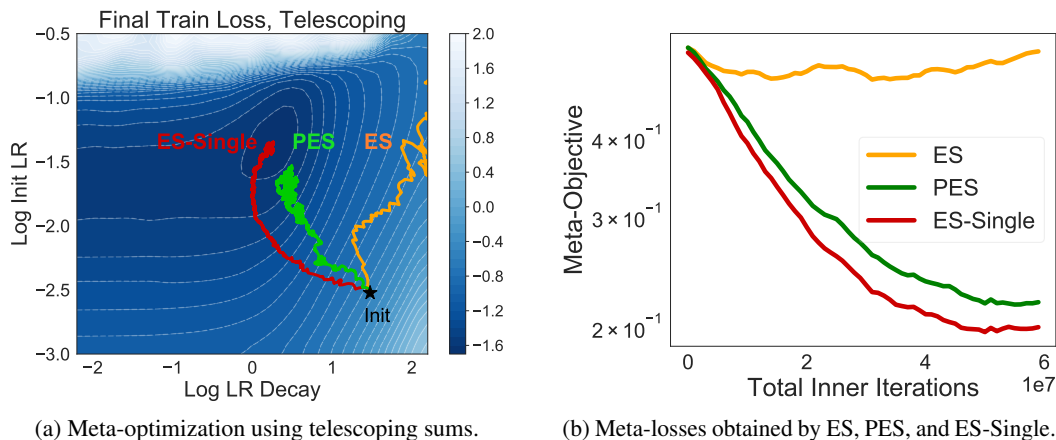 Final Train Loss, Telescoping
Log Init LR
−0.5
−1.0
−1.5
−2.0
−2.5
−3.0
ES-Single
PES
ES
Init
−2
−1
0
1
2
Log LR Decay
2.0
1.6
1.2
0.8
0.4
0.0
−0.4
−0.8
−1.2
−1.6
(a) Meta-optimization using telescoping sums.
Meta-Objective
4 × 10⁻¹
3 × 10⁻¹
2 × 10⁻¹
ES
PES
ES-Single
0
2
4
6
1e7
Total Inner Iterations
(b) Meta-losses obtained by ES, PES, and ES-Single.